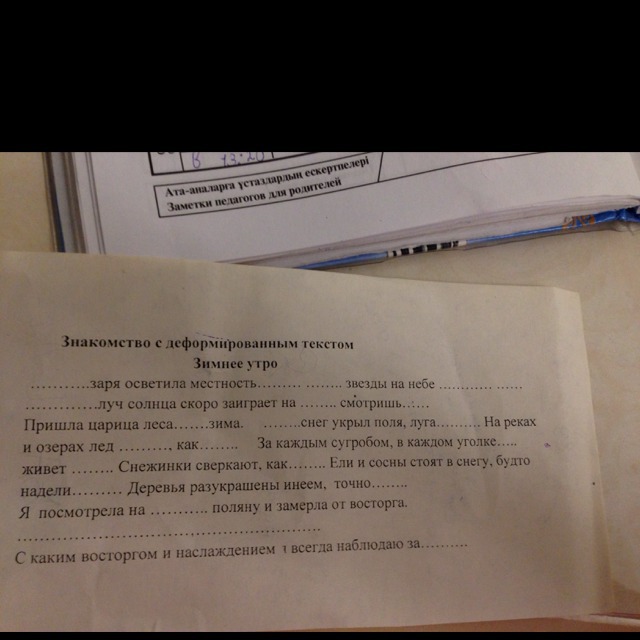 в 13:20
Ата-аналарга ұстаздардың ескертпелері
Заметки педагогов для родителей
Знакомство с деформированным текстом
Зимнее утро
………..заря осветила местность……… …….. звезды на небе ………… ……
………….луч солнца скоро заиграет на …….. смотришь……
Пришла царица леса…….зима. ……..снег укрыл поля, луга………. На реках
и озерах лед ………, как…….. За каждым сугробом, в каждом уголке…..
живет …….. Снежинки сверкают, как…….. Ели и сосны стоят в снегу, будто
надели……… Деревья разукрашены инеем, точно……..
Я посмотрела на ………. поляну и замерла от восторга.
……………………………………………
С каким восторгом и наслаждением всегда наблюдаю за……….